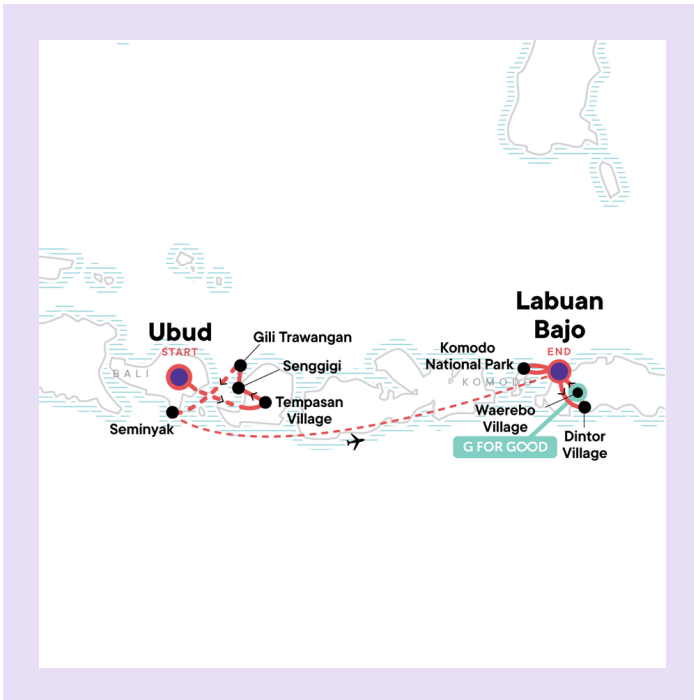 Labuan
Bajo
END
Ubud
START
Gili Trawangan
Komodo
National Park
Senggigi
BALI
KOMODO
Tempasan
Village
Waerebo
Village
Seminyak
Dintor
Village
G FOR GOOD